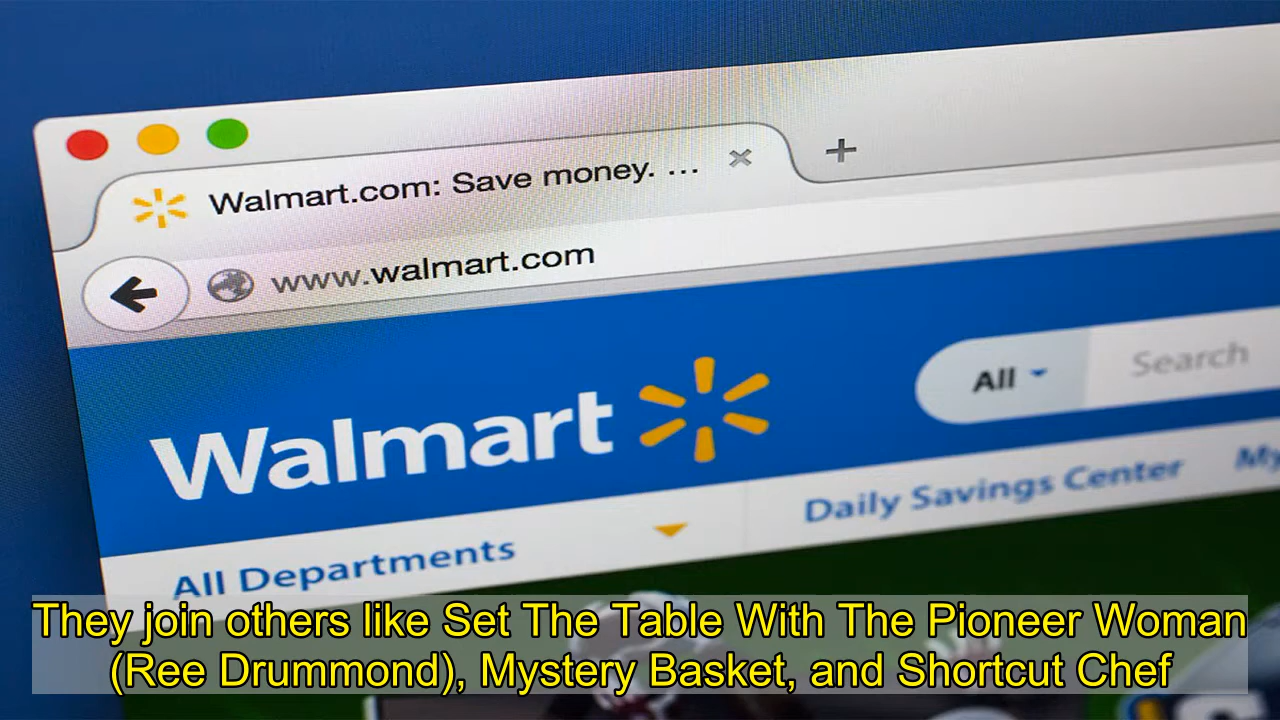 Walmart.com: Save money. ...
www.walmart.com
Walmart
All
Search
Daily Savings Center
My
All Departments
They join others like Set The Table With The Pioneer Woman
(Ree Drummond), Mystery Basket, and Shortcut Chef